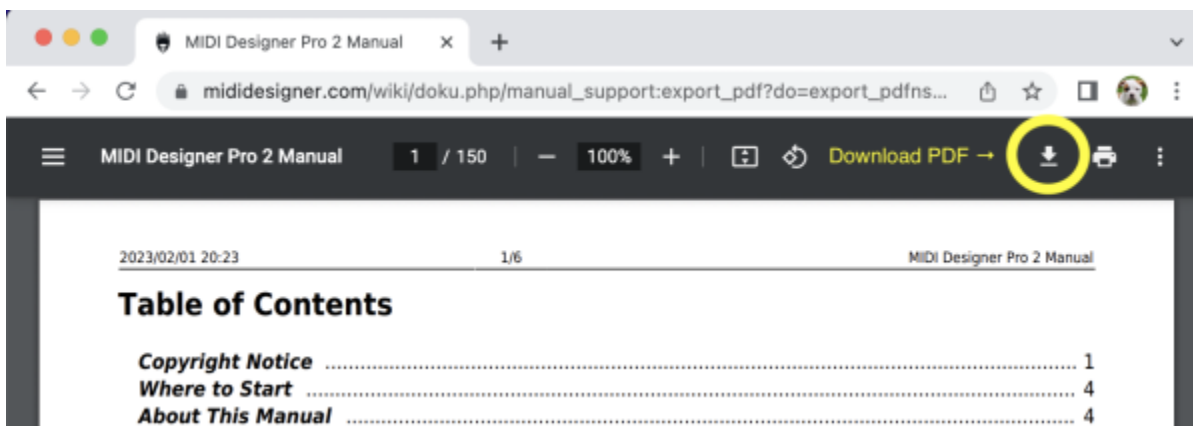 MIDI Designer Pro 2 Manual
mididesigner.com/wiki/doku.php/manual_support:export_pdf?do=export_pdfns...
MIDI Designer Pro 2 Manual 1 / 150 100% Download PDF →
2023/02/01 20:23 1/6 MIDI Designer Pro 2 Manual
Table of Contents
Copyright Notice ........................................ 1
Where to Start ........................................ 4
About This Manual ........................................ 4